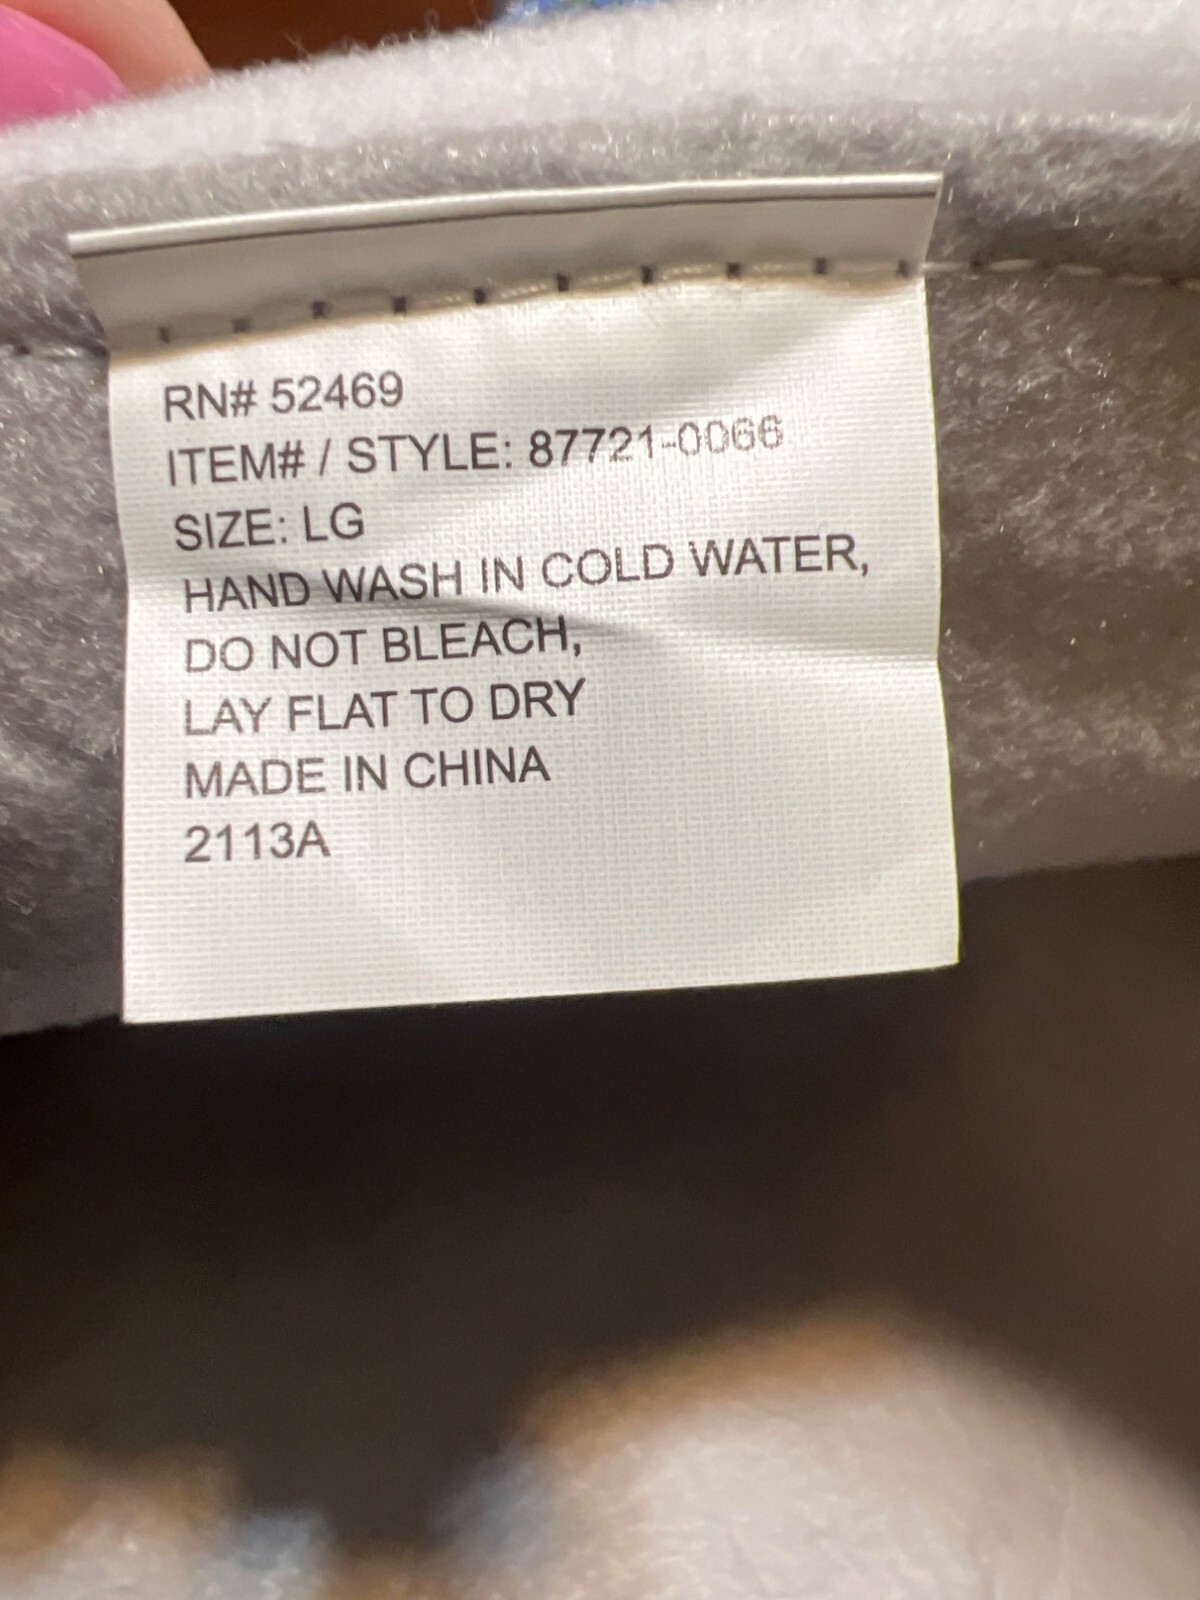 RN# 52469
ITEM# / STYLE: 87721-0066
SIZE: LG
HAND WASH IN COLD WATER,
DO NOT BLEACH,
LAY FLAT TO DRY
MADE IN CHINA
2113A